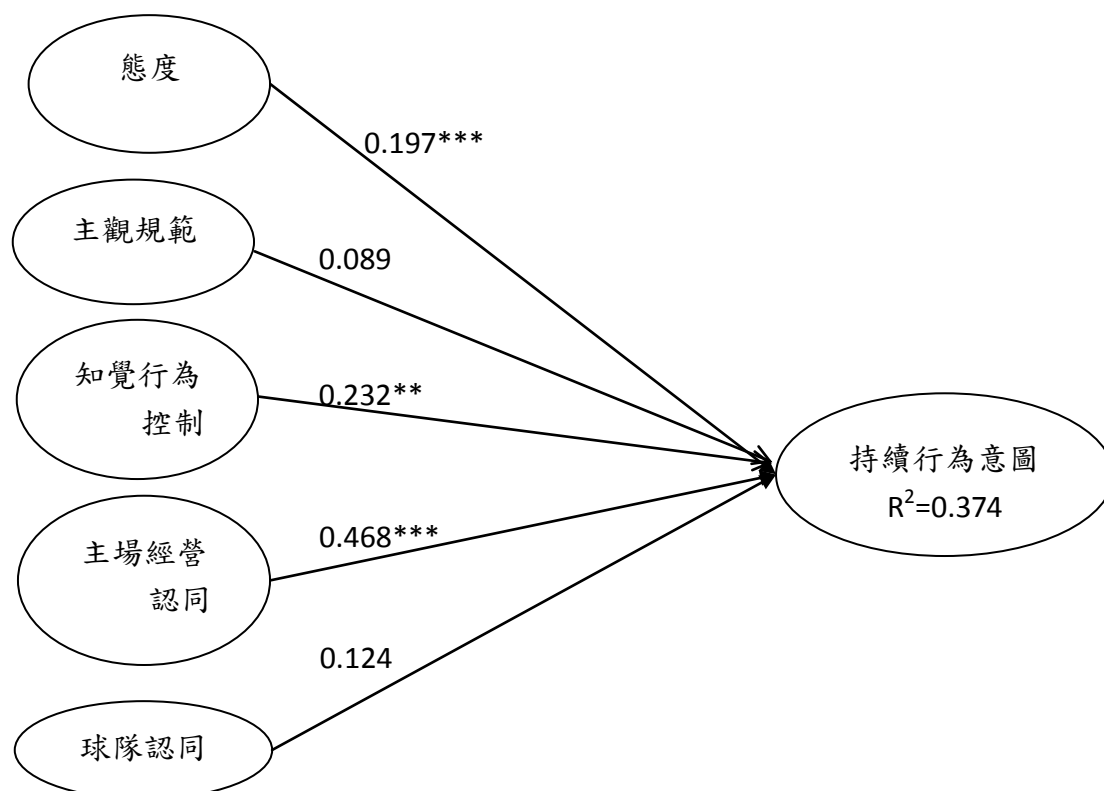 態度
0.197***
主觀規範
0.089
知覺行為
控制
0.232**
持續行為意圖
R²=0.374
主場經營
認同
0.468***
0.124
球隊認同